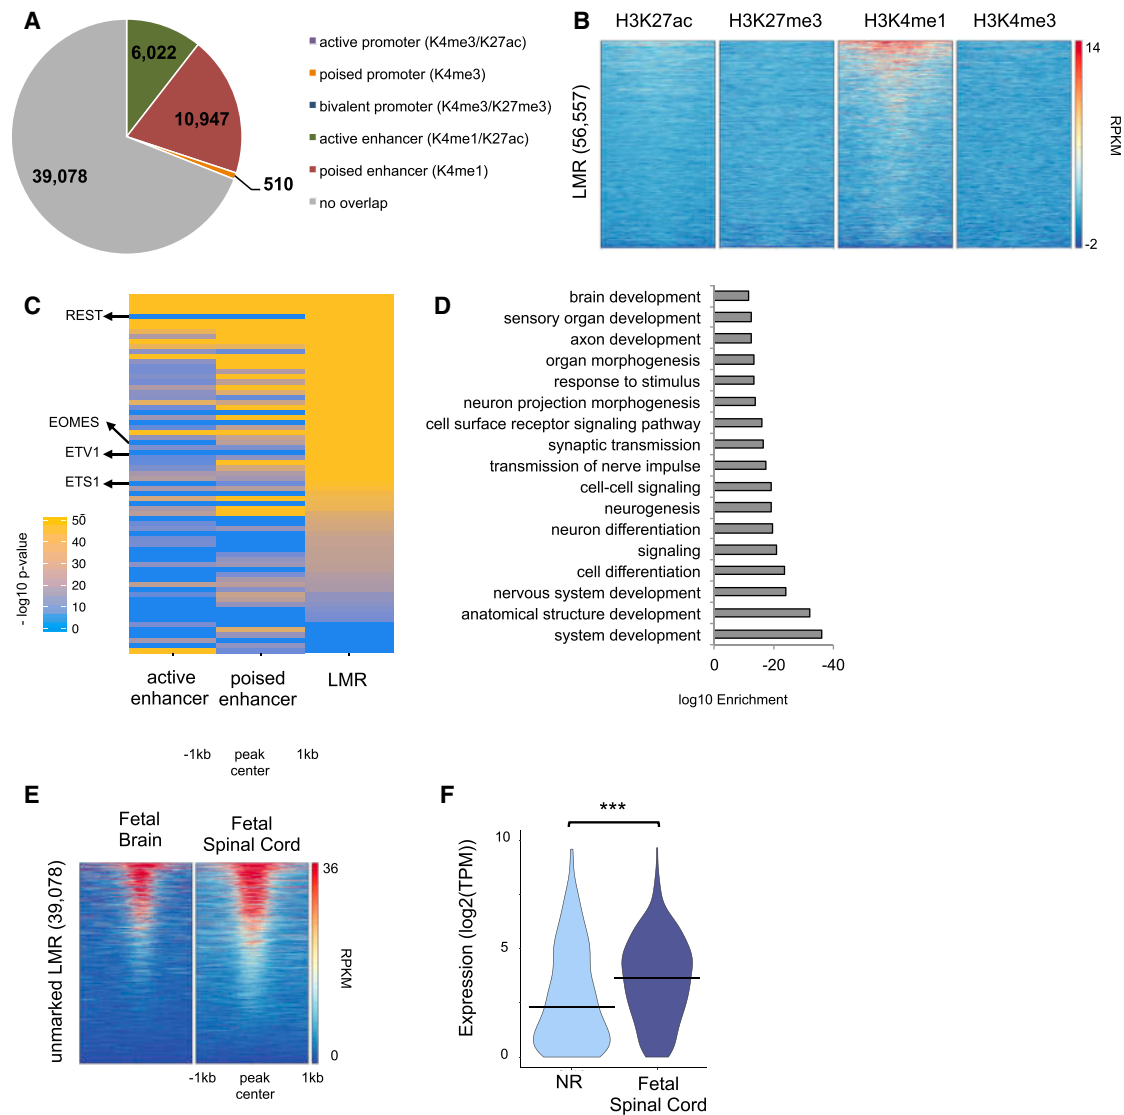 A
6,022
10,947
39,078
510
active promoter (K4me3/K27ac)
poised promoter (K4me3)
bivalent promoter (K4me3/K27me3)
active enhancer (K4me1/K27ac)
poised enhancer (K4me1)
no overlap
B
H3K27ac
H3K27me3
H3K4me1
H3K4me3
LMR (56,557)
14
-2
RPKM
C
REST
EOMES
ETV1
ETS1
- log10 p-value
50
40
30
20
10
0
active
enhancer
poised
enhancer
LMR
D
brain development
sensory organ development
axon development
organ morphogenesis
response to stimulus
neuron projection morphogenesis
cell surface receptor signaling pathway
synaptic transmission
transmission of nerve impulse
cell-cell signaling
neurogenesis
neuron differentiation
signaling
cell differentiation
nervous system development
anatomical structure development
system development
0
-20
-40
log10 Enrichment
-1kb
peak
center
1kb
E
Fetal
Brain
Fetal
Spinal Cord
unmarked LMR (39,078)
36
0
RPKM
-1kb
peak
center
1kb
F
***
Expression (log2(TPM))
10
5
0
NR
Fetal
Spinal Cord